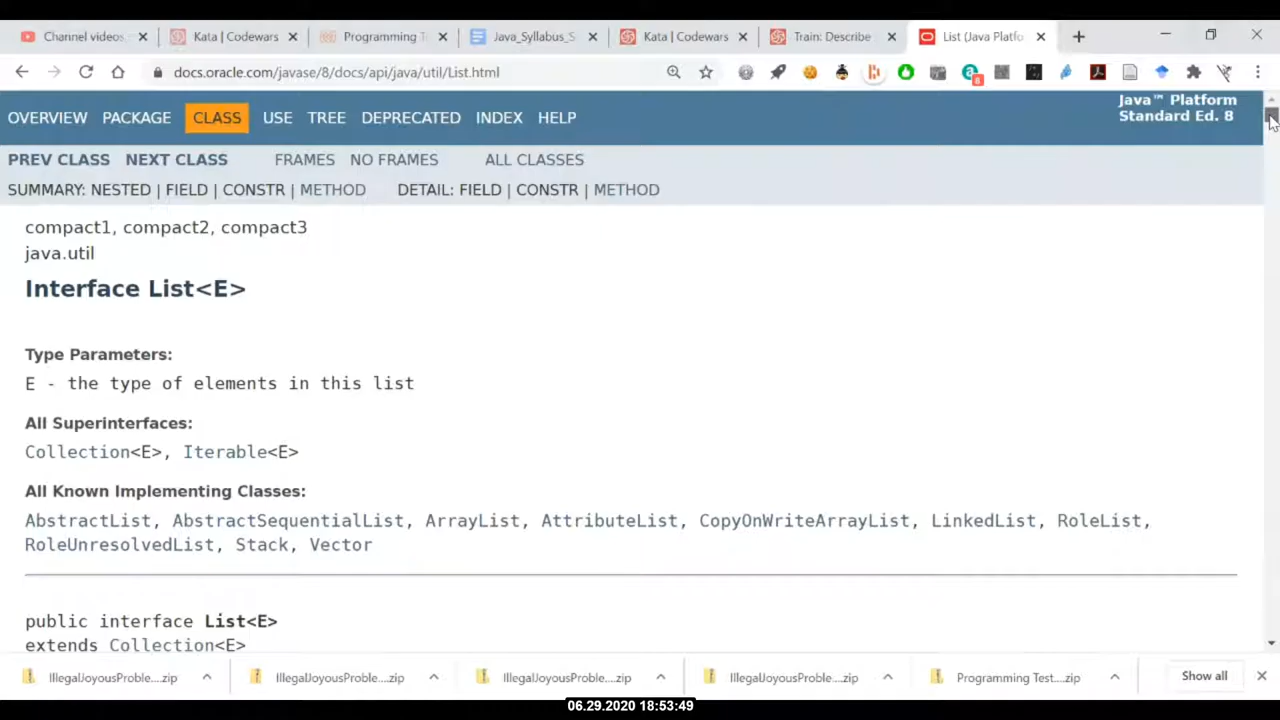 Channel videos Kata | Codewars Programming T Java_Syllabus_S Kata | Codewars Train: Describe List (Java Platfo
docs.oracle.com/javase/8/docs/api/java/util/List.html
OVERVIEW PACKAGE CLASS USE TREE DEPRECATED INDEX HELP
Java™ Platform
Standard Ed. 8
PREV CLASS NEXT CLASS FRAMES NO FRAMES ALL CLASSES
SUMMARY: NESTED | FIELD | CONSTR | METHOD DETAIL: FIELD | CONSTR | METHOD
compact1, compact2, compact3
java.util
Interface List<E>
Type Parameters:
E - the type of elements in this list
All Superinterfaces:
Collection<E>, Iterable<E>
All Known Implementing Classes:
AbstractList, AbstractSequentialList, ArrayList, AttributeList, CopyOnWriteArrayList, LinkedList, RoleList,
RoleUnresolvedList, Stack, Vector
public interface List<E>
extends Collection<E>
IllegalJoyousProble....zip IllegalJoyousProble....zip IllegalJoyousProble....zip IllegalJoyousProble....zip Programming Test....zip Show all
06.29.2020 18:53:49